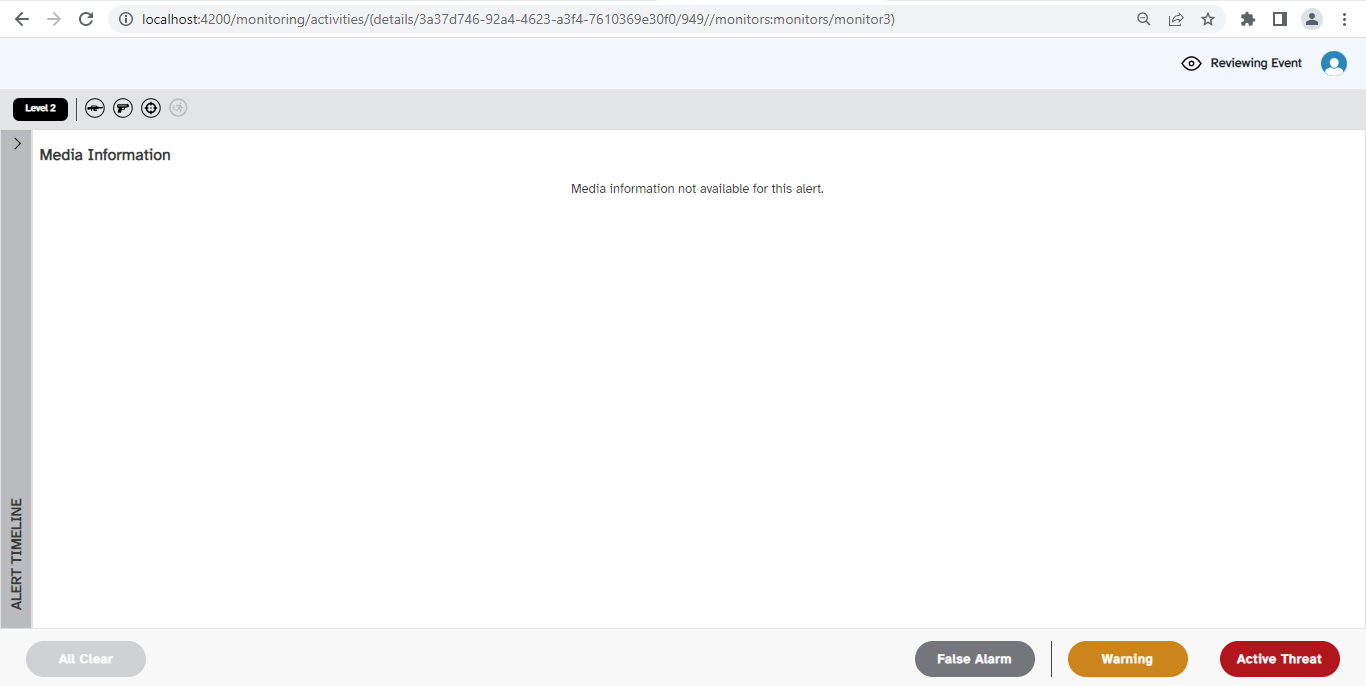 localhost:4200/monitoring/activities/(details/3a37d746-92a4-4623-a3f4-7610369e30f0/949//monitors:monitors/monitor3)
Reviewing Event
Level 2
Media Information
Media information not available for this alert.
ALERT TIMELINE
All Clear
False Alarm
Warning
Active Threat